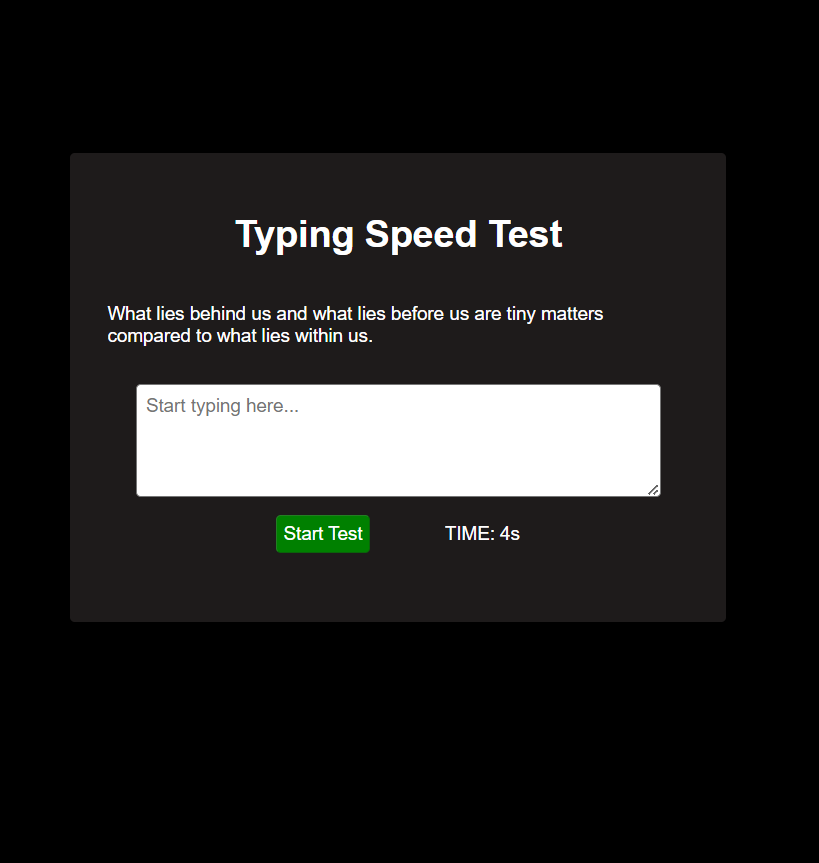 Typing Speed Test
What lies behind us and what lies before us are tiny matters
compared to what lies within us.
Start typing here...
Start Test
TIME: 4s